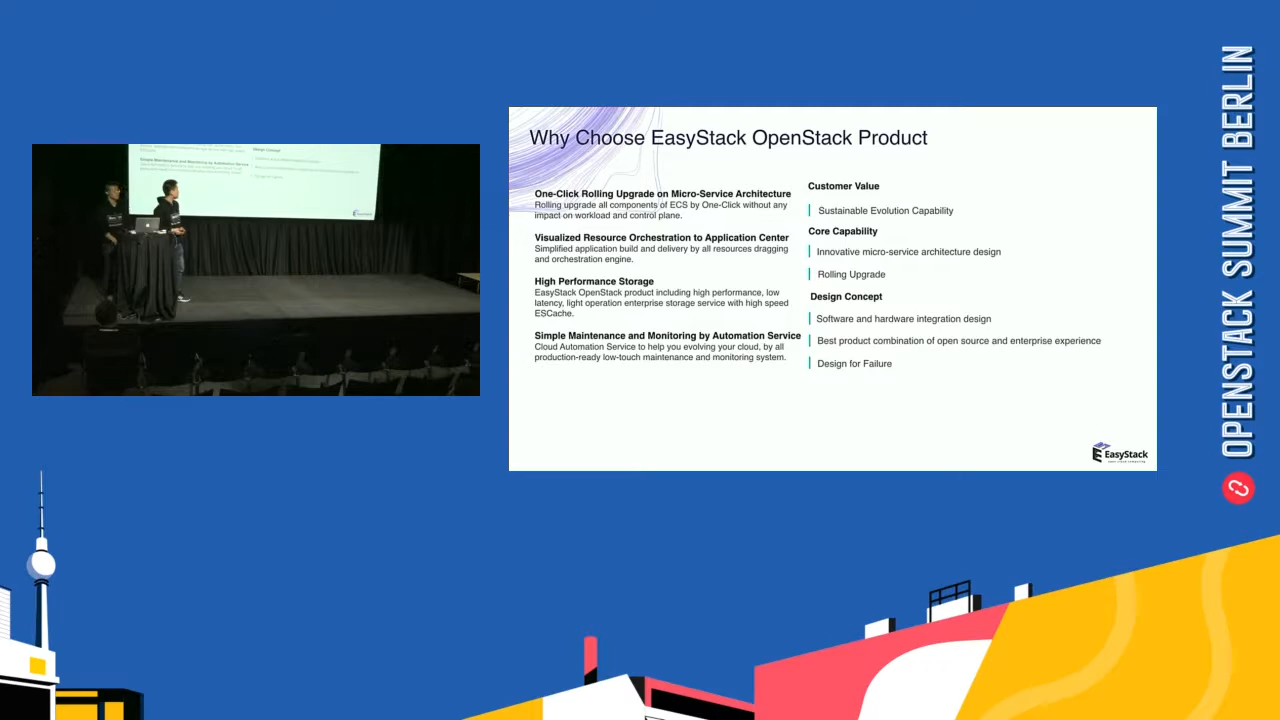 Why Choose EasyStack OpenStack Product
One-Click Rolling Upgrade on Micro-Service Architecture
Rolling upgrade all components of ECS by One-Click without any
impact on workload and control plane.
Visualized Resource Orchestration to Application Center
Simplified application build and delivery by all resources dragging
and orchestration engine.
High Performance Storage
EasyStack OpenStack product including high performance, low
latency, light operation enterprise storage service with high speed
ESCache.
Simple Maintenance and Monitoring by Automation Service
Cloud Automation Service to help you evolving your cloud, by all
production-ready low-touch maintenance and monitoring system.
Customer Value
Sustainable Evolution Capability
Core Capability
Innovative micro-service architecture design
Rolling Upgrade
Design Concept
Software and hardware integration design
Best product combination of open source and enterprise experience
Design for Failure
EasyStack
OPENSTACK SUMMIT BERLIN